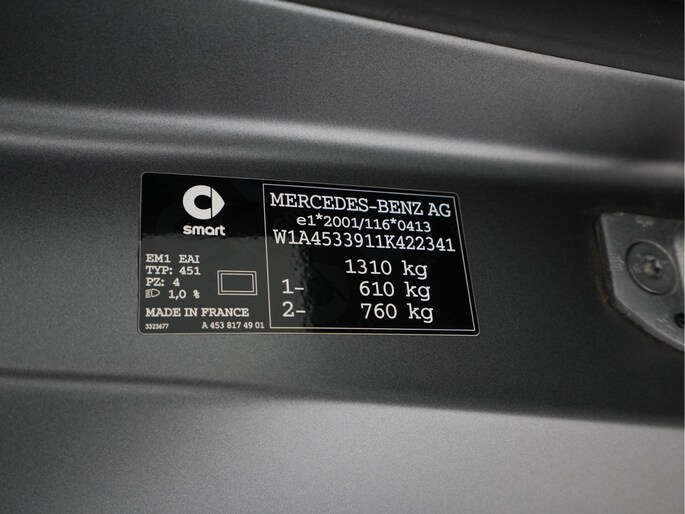 smart
EM1 EAI
TYP: 451
PZ: 4
1,0 %
MADE IN FRANCE
3323677
A 453 817 49 01
MERCEDES-BENZ AG
e1*2001/116*0413
W1A4533911K422341
1310 kg
1- 610 kg
2- 760 kg